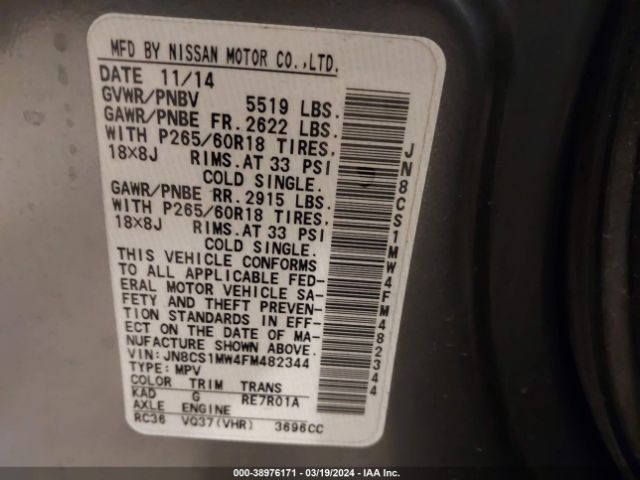 MFD BY NISSAN MOTOR CO.,LTD.
DATE 11/14
GVWR/PNBV 5519 LBS.
GAWR/PNBE FR. 2622 LBS.
WITH P265/60R18 TIRES,
18X8J RIMS. AT 33 PSI
COLD SINGLE.
GAWR/PNBE RR. 2915 LBS.
WITH P265/60R18 TIRES,
18X8J RIMS. AT 33 PSI
COLD SINGLE.
THIS VEHICLE CONFORMS
TO ALL APPLICABLE FED-
ERAL MOTOR VEHICLE SA-
FETY AND THEFT PREVEN-
TION STANDARDS IN EFF-
ECT ON THE DATE OF MA-
NUFACTURE SHOWN ABOVE.
VIN: JN8CS1MW4FM482344
TYPE: MPV
COLOR TRIM TRANS
KAD G RE7R01A
AXLE ENGINE
RC36 VQ37(VHR) 3696CC
JN8CS1MW4FM482344
000-38976171 - 03/19/2024 - IAA Inc.